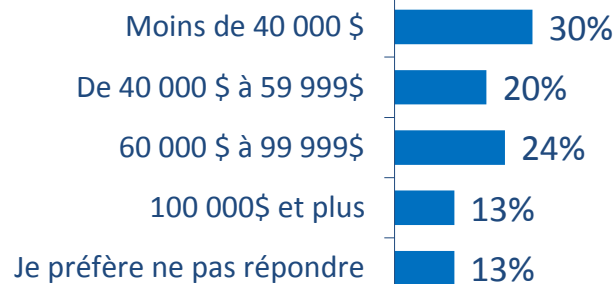 Moins de 40 000 $ 30%
De 40 000 $ à 59 999$ 20%
60 000 $ à 99 999$ 24%
100 000$ et plus 13%
Je préfère ne pas répondre 13%